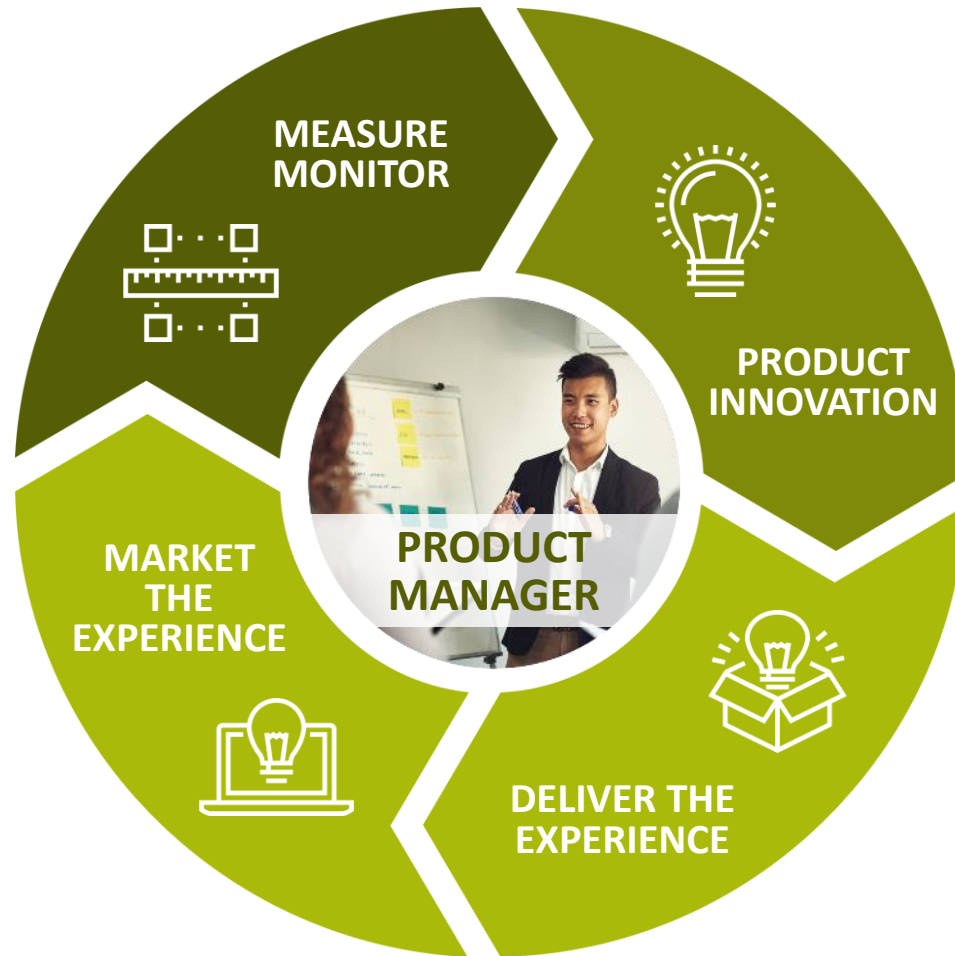 MEASURE
MONITOR
PRODUCT
INNOVATION
PRODUCT
MANAGER
MARKET
THE
EXPERIENCE
DELIVER THE
EXPERIENCE